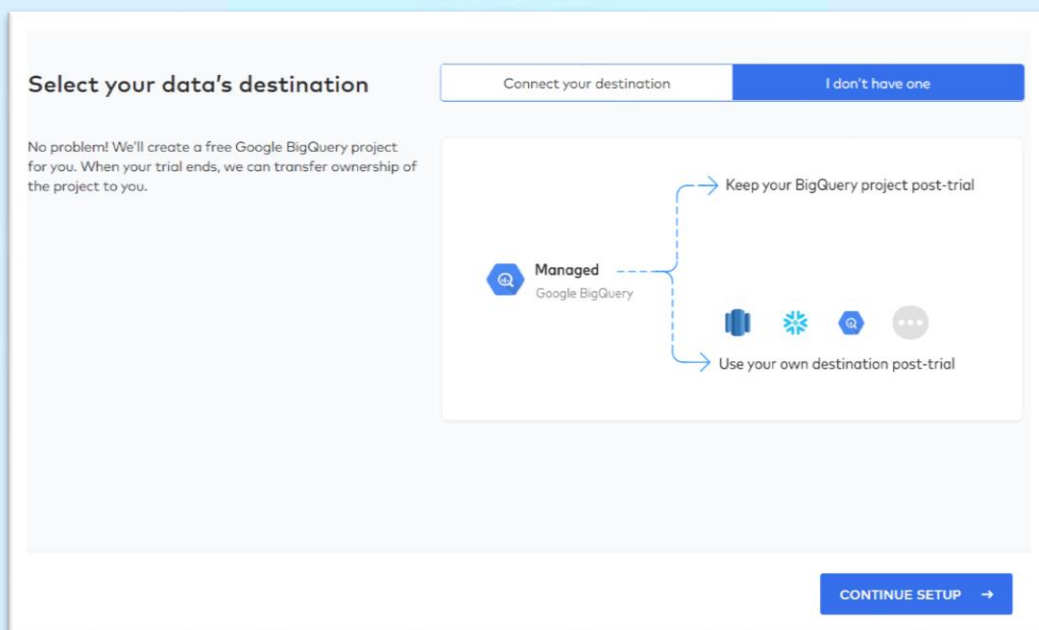 Select your data's destination
Connect your destination
I don't have one
No problem! We'll create a free Google BigQuery project
for you. When your trial ends, we can transfer ownership of
the project to you.
Keep your BigQuery project post-trial
Managed
Google BigQuery
Use your own destination post-trial
CONTINUE SETUP →